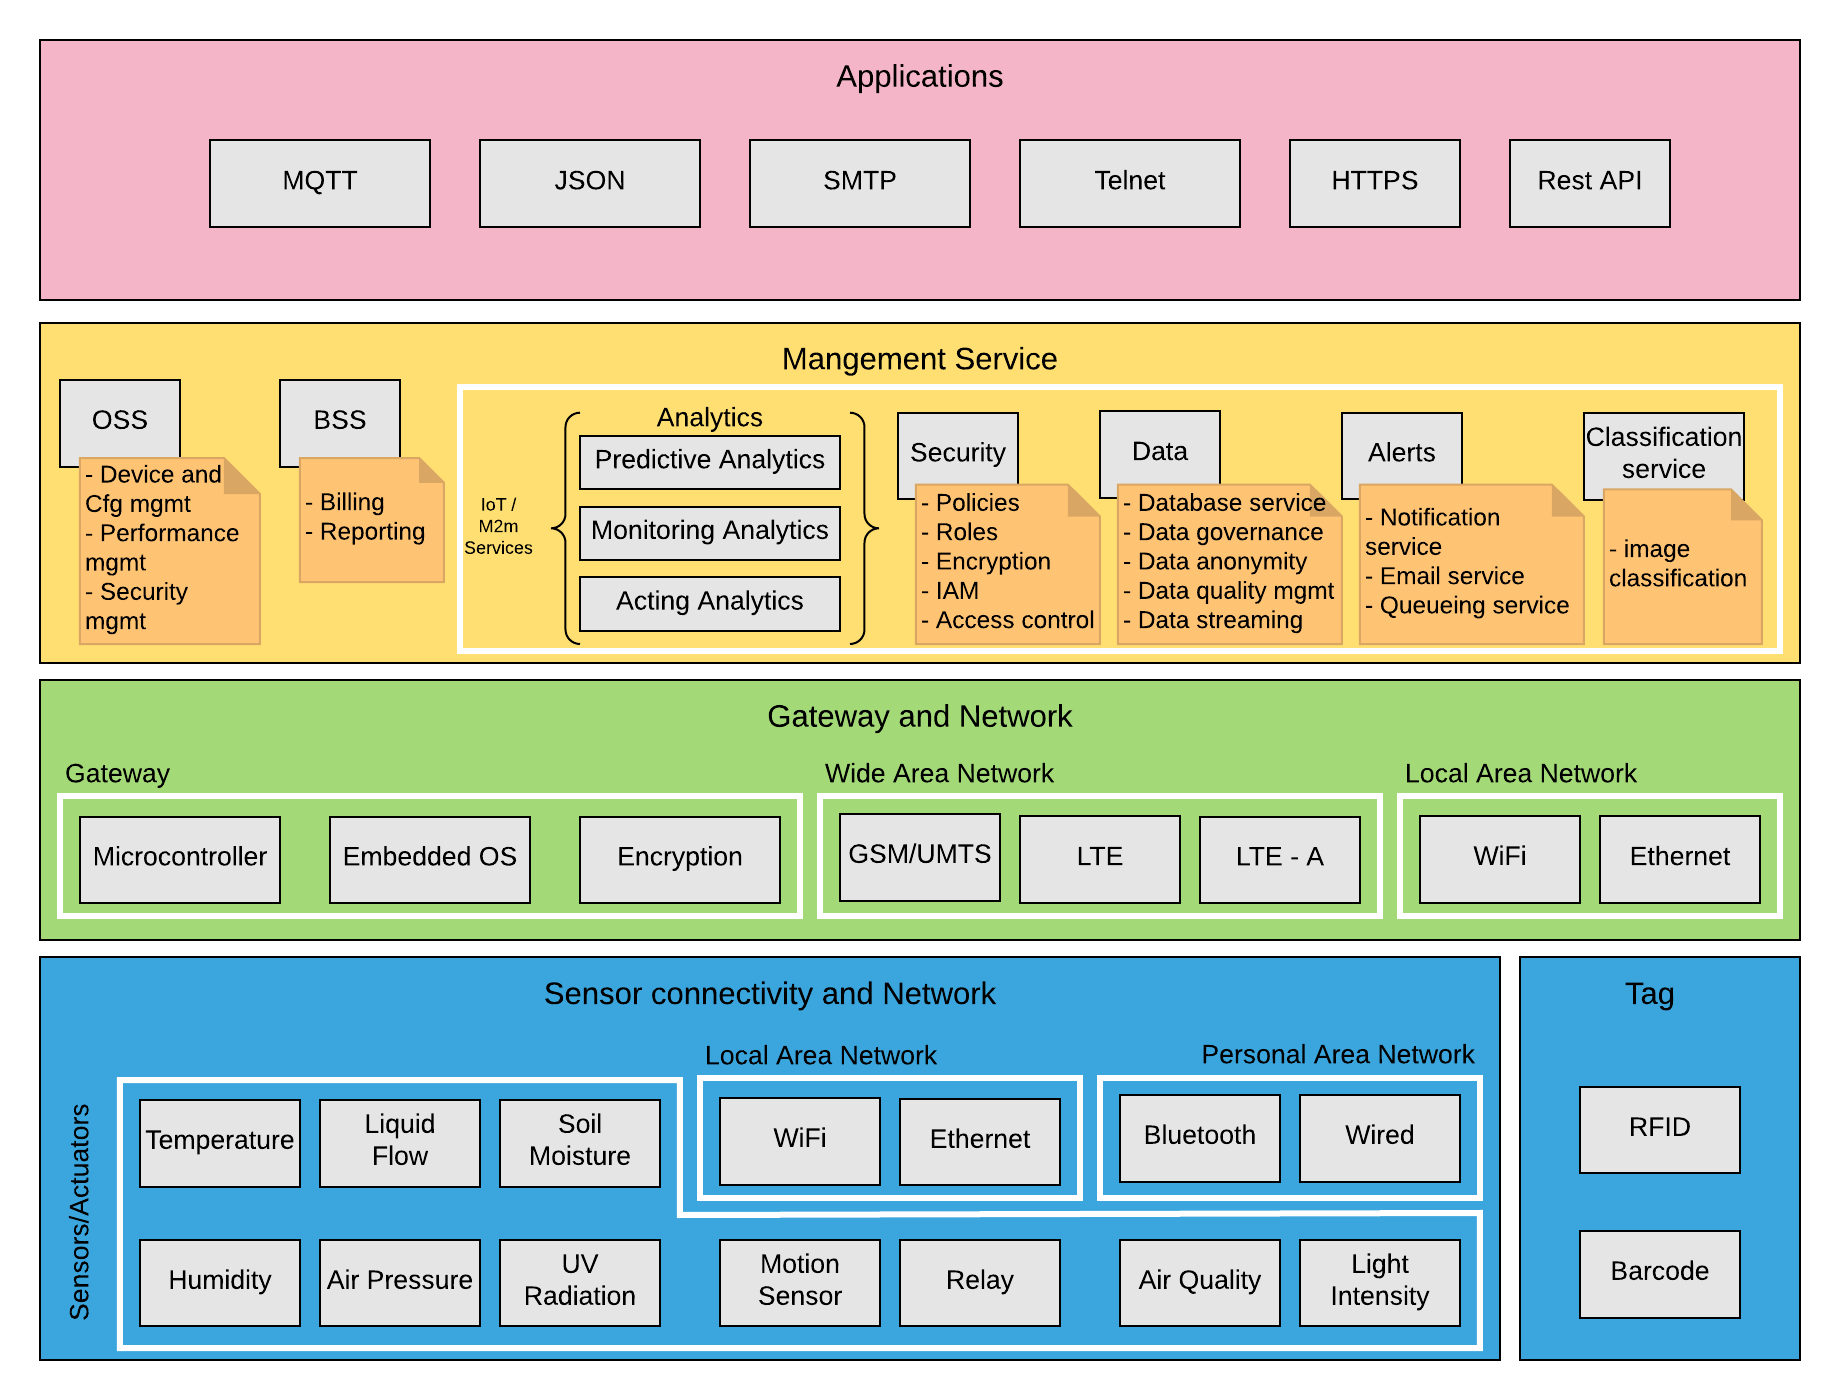 Applications
MQTT
JSON
SMTP
Telnet
HTTPS
Rest API
Mangement Service
OSS
- Device and
Cfg mgmt
- Performance
mgmt
- Security
mgmt
BSS
- Billing
- Reporting
IoT /
M2m
Services
Analytics
Predictive Analytics
Monitoring Analytics
Acting Analytics
Security
- Policies
- Roles
- Encryption
- IAM
- Access control
Data
- Database service
- Data governance
- Data anonymity
- Data quality mgmt
- Data streaming
Alerts
- Notification
service
- Email service
- Queueing service
Classification
service
- image
classification
Gateway and Network
Gateway
Microcontroller
Embedded OS
Encryption
Wide Area Network
GSM/UMTS
LTE
LTE - A
Local Area Network
WiFi
Ethernet
Sensor connectivity and Network
Sensors/Actuators
Temperature
Liquid
Flow
Soil
Moisture
Local Area Network
WiFi
Ethernet
Personal Area Network
Bluetooth
Wired
Humidity
Air Pressure
UV
Radiation
Motion
Sensor
Relay
Air Quality
Light
Intensity
Tag
RFID
Barcode